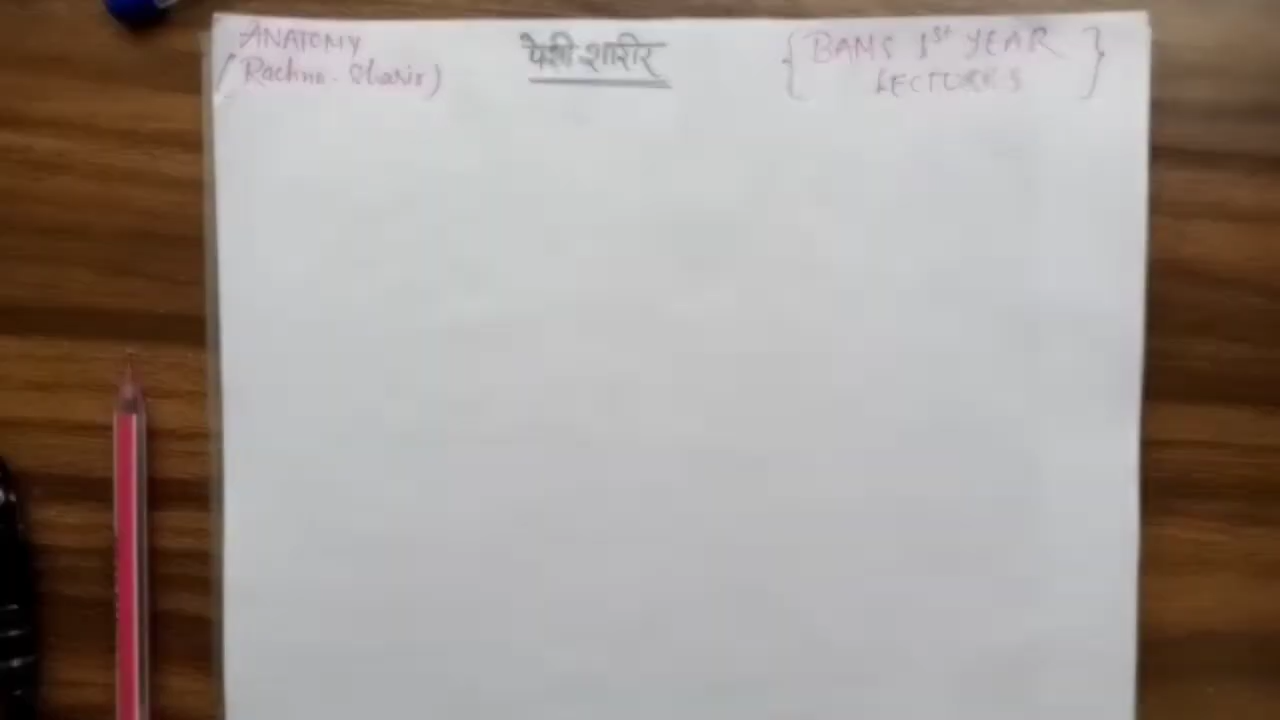 ANATOMY
(Rachna-Sharir)
पेशी शारीर
{ BAMS 1st YEAR
LECTURES }